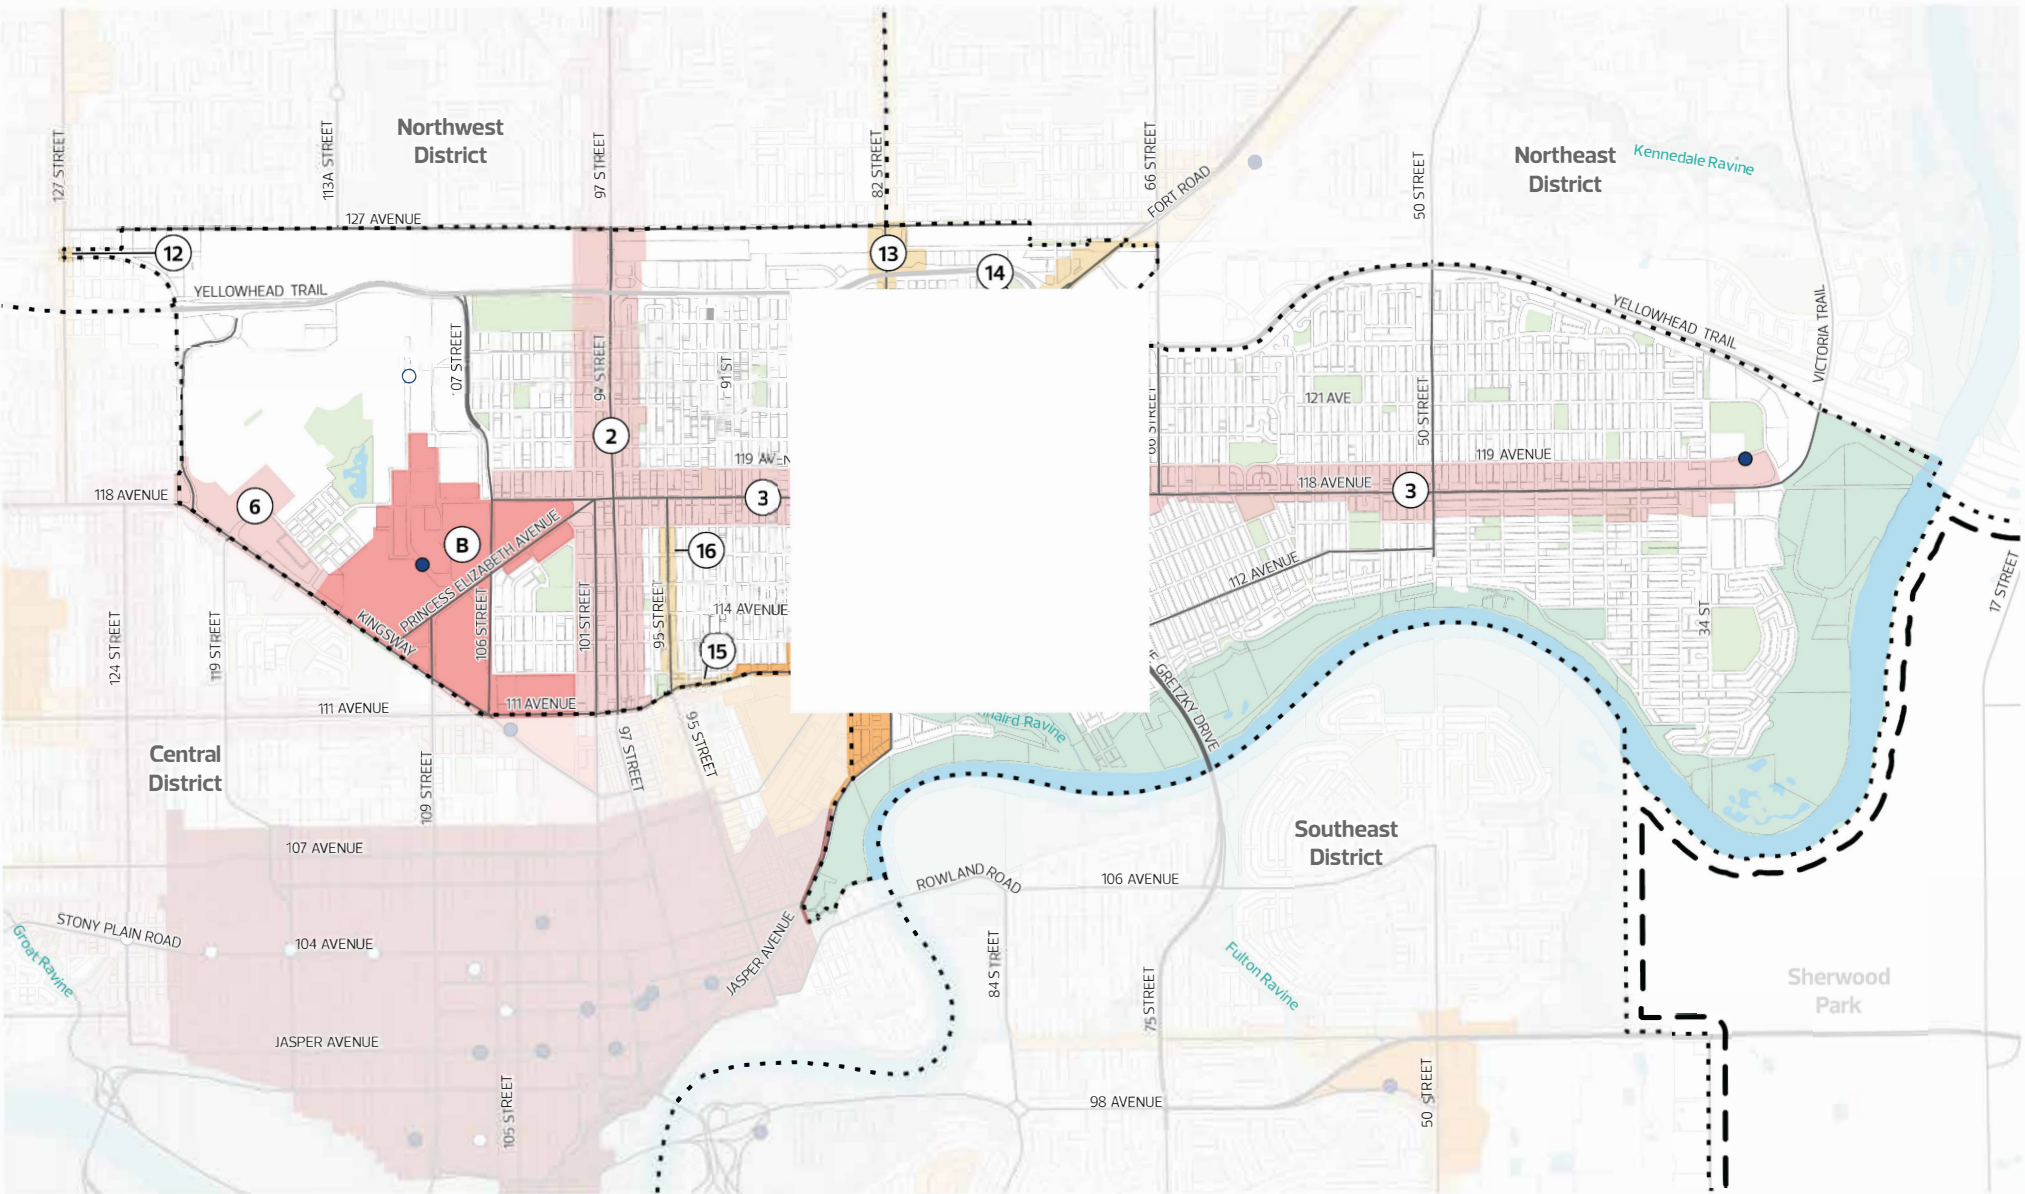 Northwest
District
Northeast
District
Kennedale Ravine
127 STREET
113A STREET
97 STREET
82 STREET
66 STREET
FORT ROAD
50 STREET
127 AVENUE
12
13
14
YELLOWHEAD TRAIL
YELLOWHEAD TRAIL
VICTORIA TRAIL
07 STREET
97 STREET
91 ST
121 AVE
50 STREET
2
119 AVEN
119 AVENUE
118 AVENUE
6
3
118 AVENUE
3
B
PRINCESS ELIZABETH AVENUE
16
112 AVENUE
17 STREET
124 STREET
119 STREET
KINGSWAY
106 STREET
101 STREET
95 STREET
114 AVENUE
34 ST
15
111 AVENUE
111 AVENUE
GRETZKY DRIVE
Ravine
Central
District
109 STREET
97 STREET
95 STREET
Southeast
District
107 AVENUE
ROWLAND ROAD
106 AVENUE
STONY PLAIN ROAD
104 AVENUE
Groat Ravine
JASPER AVENUE
84 STREET
75 STREET
Fulton Ravine
Sherwood
Park
JASPER AVENUE
105 STREET
98 AVENUE
50 STREET